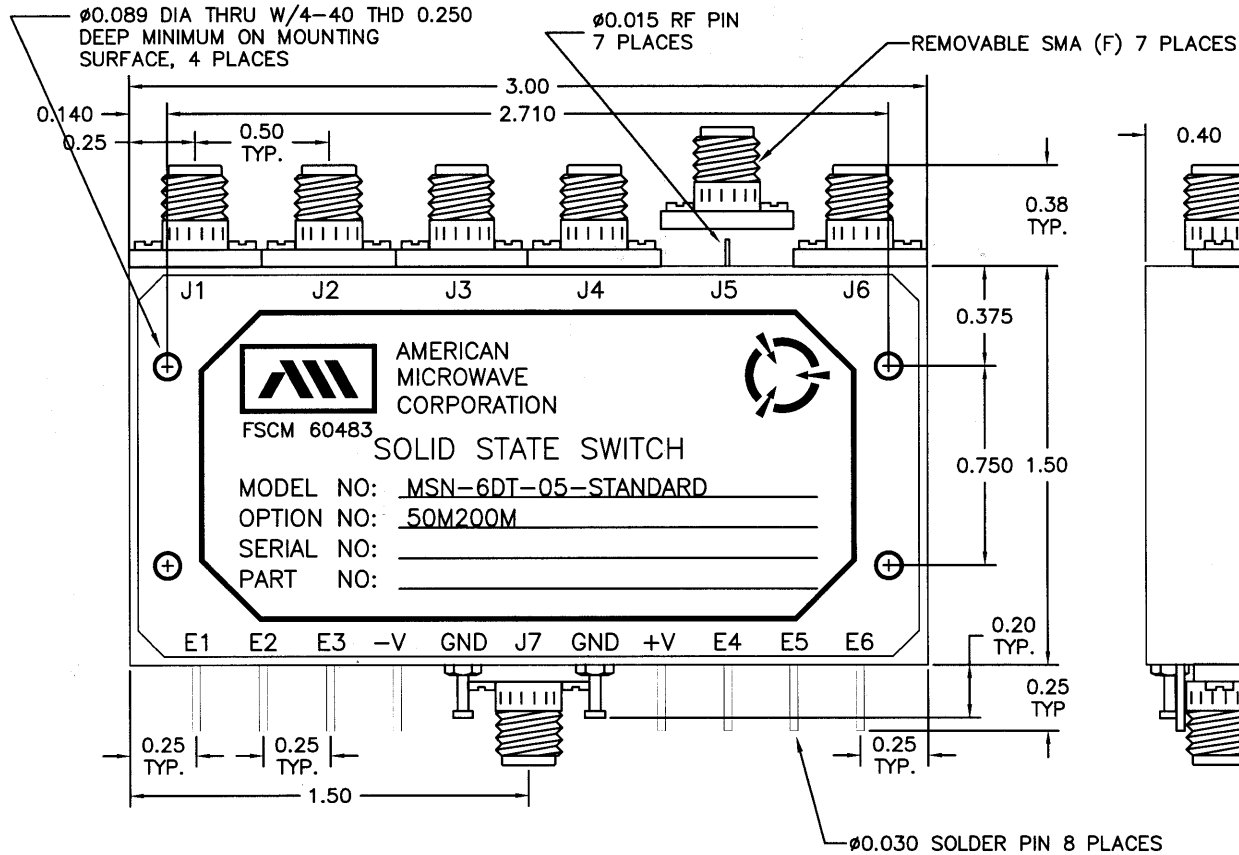 ø0.089 DIA THRU W/4-40 THD 0.250
DEEP MINIMUM ON MOUNTING
SURFACE, 4 PLACES
ø0.015 RF PIN
7 PLACES
REMOVABLE SMA (F) 7 PLACES
3.00
0.140
2.710
0.25
0.50
TYP.
0.40
0.38
TYP.
J1 J2 J3 J4 J5 J6
0.375
AMERICAN
MICROWAVE
CORPORATION
FSCM 60483
SOLID STATE SWITCH
0.750 1.50
MODEL NO: MSN-6DT-05-STANDARD
OPTION NO: 50M200M
SERIAL NO:
PART NO:
E1 E2 E3 -V GND J7 GND +V E4 E5 E6
0.20
TYP.
0.25
TYP
0.25
TYP.
0.25
TYP.
0.25
TYP.
1.50
ø0.030 SOLDER PIN 8 PLACES